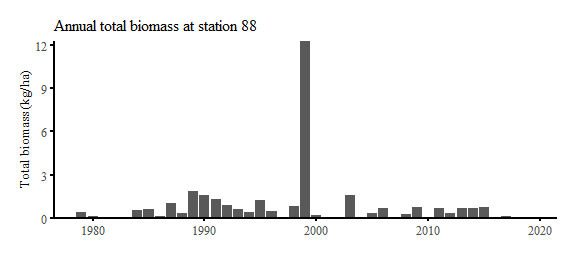 Annual total biomass at station 88
Total biomass (kg/ha)
12
9
6
3
0
1980 1990 2000 2010 2020